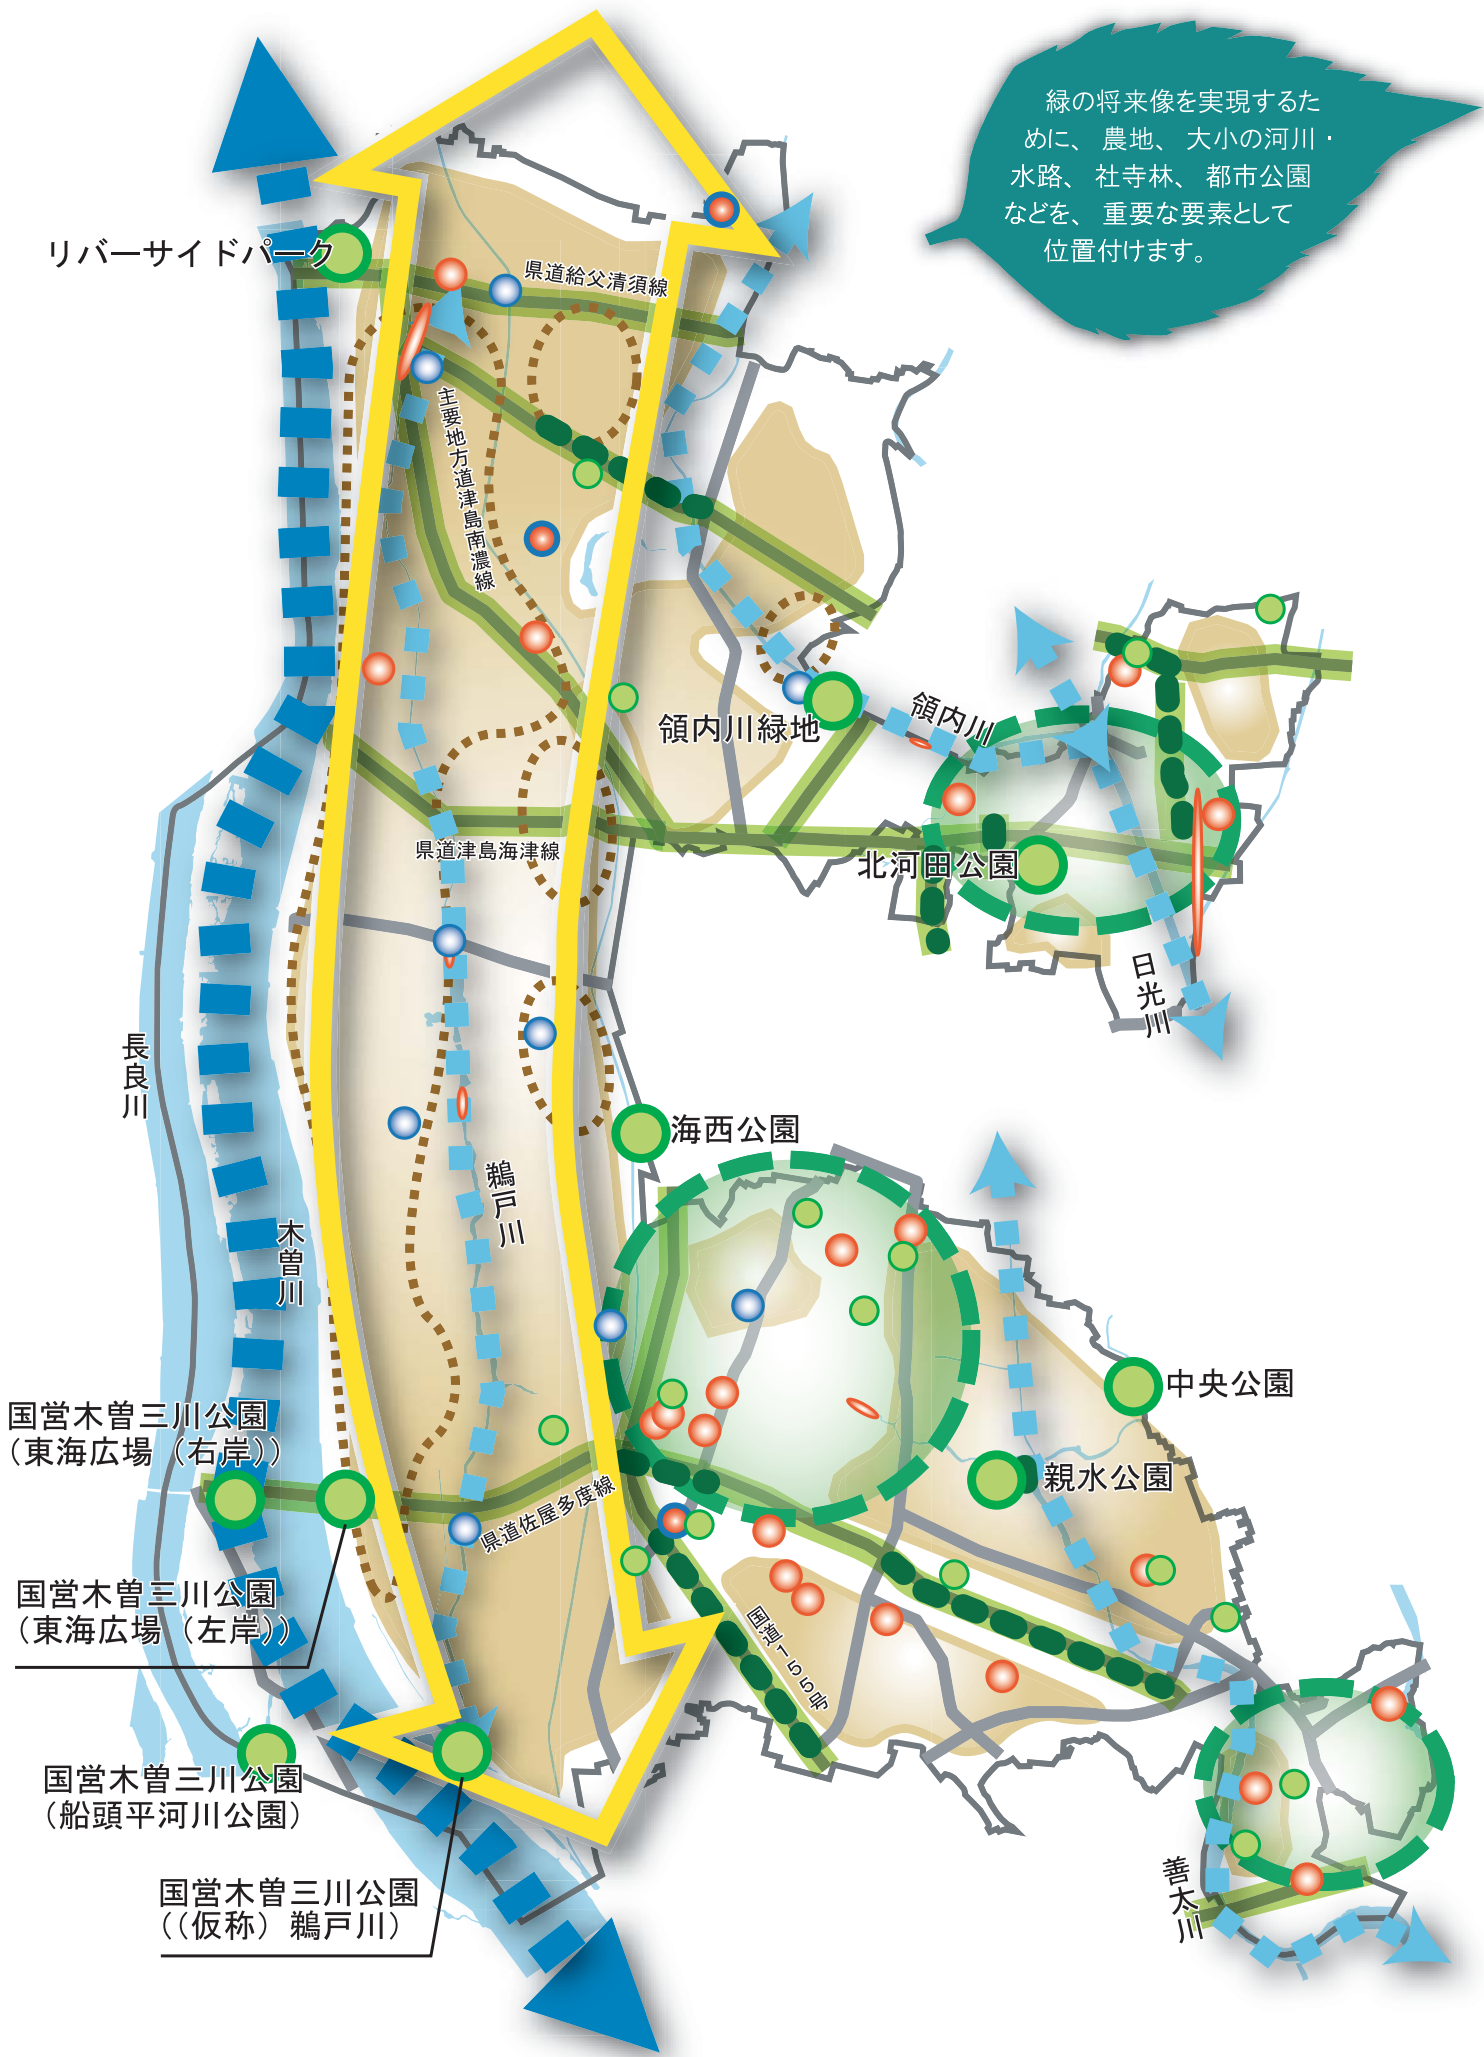 緑の将来像を実現するた
めに、農地、大小の河川・
水路、社寺林、都市公園
などを、重要な要素として
位置付けます。
リバーサイドパーク
県道給父清須線
主要地方道津島南濃線
領内川緑地
領内川
県道津島海津線
北河田公園
日光川
長良川
海西公園
鵜戸川
木曽川
中央公園
国営木曽三川公園
（東海広場（右岸））
親水公園
県道佐屋多度線
国営木曽三川公園
（東海広場（左岸））
国道155号
国営木曽三川公園
（船頭平河川公園）
国営木曽三川公園
（（仮称）鵜戸川）
善太川